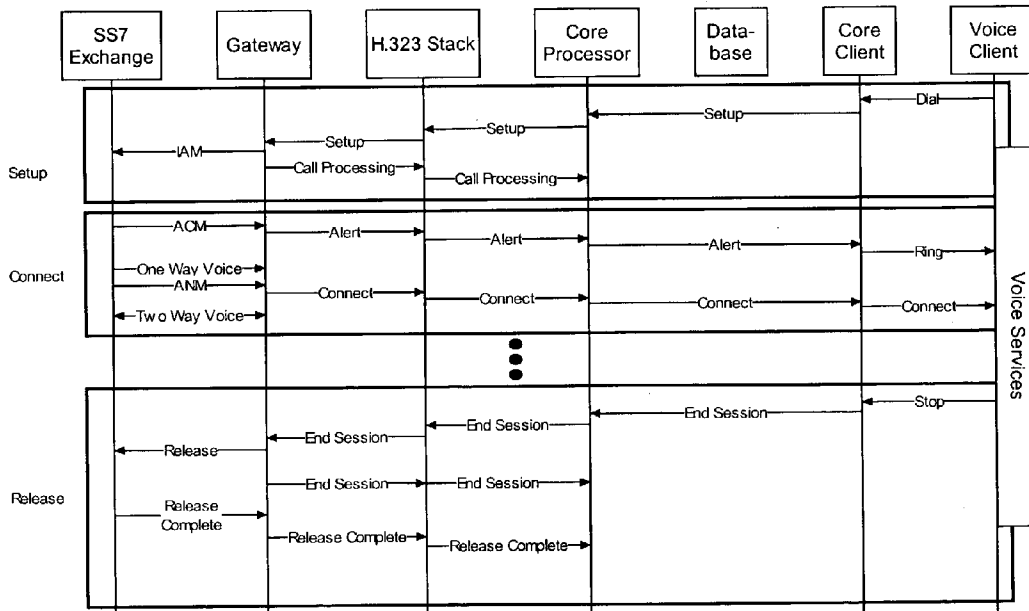 SS7
Exchange
Gateway
H.323 Stack
Core
Processor
Data-
base
Core
Client
Voice
Client
Dial
Setup
Setup
Setup
IAM
Call Processing
Call Processing
Setup
ACM
Alert
Alert
Alert
Ring
One Way Voice
Connect
ANM
Connect
Connect
Connect
Connect
Two Way Voice
Voice Services
Stop
End Session
End Session
End Session
Release
End Session
End Session
Release
Release
Complete
Release Complete
Release Complete